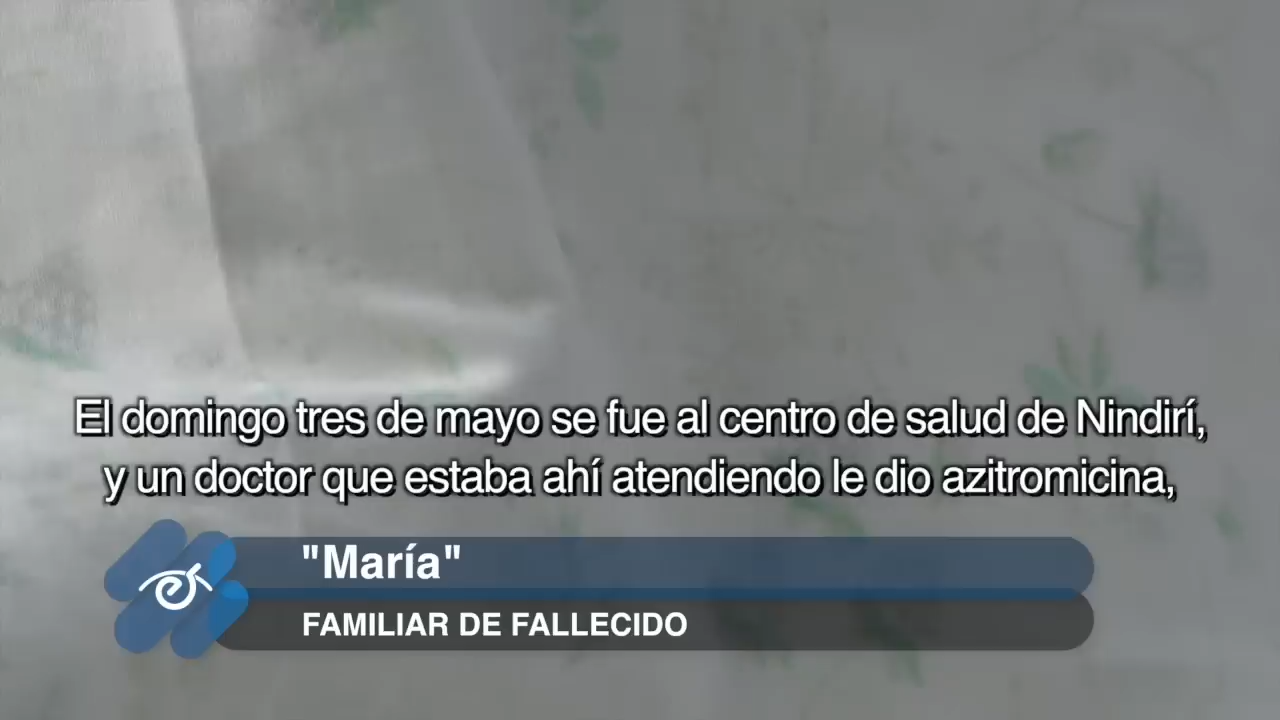 El domingo tres de mayo se fue al centro de salud de Nindirí,
y un doctor que estaba ahí atendiendo le dio azitromicina,
"María"
FAMILIAR DE FALLECIDO